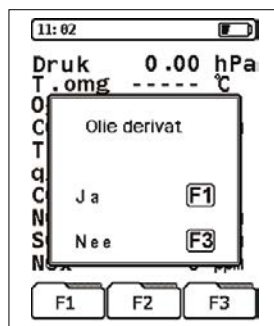 11:02
Druk 0.00 hPa
T.omg ----- °C
Olie derivat
Ja F1
Nee F3
F1 F2 F3